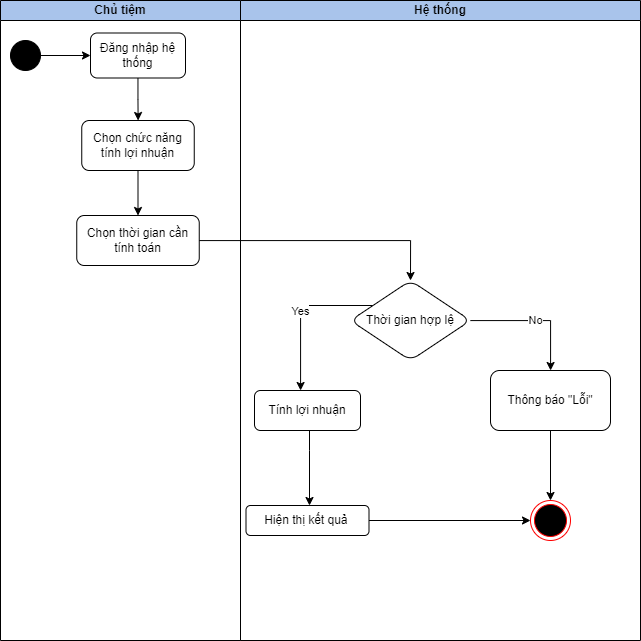 Chủ tiệm
Hệ thống
Đăng nhập hệ
thống
Chọn chức năng
tính lợi nhuận
Chọn thời gian cần
tính toán
Thời gian hợp lệ
Yes
No
Tính lợi nhuận
Thông báo "Lỗi"
Hiện thị kết quả